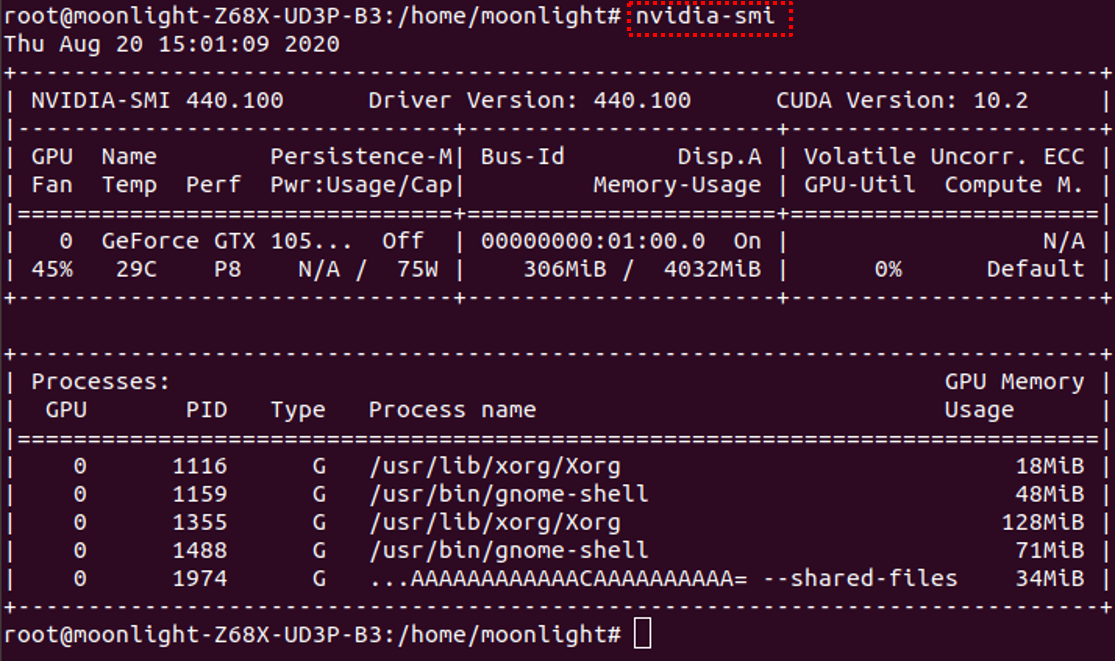 root@moonlight-Z68X-UD3P-B3:/home/moonlight# nvidia-smi
Thu Aug 20 15:01:09 2020
+-----------------------------------------------------------------------------+
| NVIDIA-SMI 440.100      Driver Version: 440.100      CUDA Version: 10.2     |
|-------------------------------+----------------------+----------------------+
| GPU  Name        Persistence-M| Bus-Id        Disp.A | Volatile Uncorr. ECC |
| Fan  Temp  Perf  Pwr:Usage/Cap|         Memory-Usage | GPU-Util  Compute M. |
|===============================+======================+======================|
|   0  GeForce GTX 105...  Off  | 00000000:01:00.0  On |                  N/A |
| 45%   29C    P8    N/A /  75W |    306MiB /  4032MiB |      0%      Default |
+-------------------------------+----------------------+----------------------+
+-----------------------------------------------------------------------------+
| Processes:                                                       GPU Memory |
|  GPU       PID   Type   Process name                             Usage      |
|=============================================================================|
|    0      1116      G   /usr/lib/xorg/Xorg                            18MiB |
|    0      1159      G   /usr/bin/gnome-shell                          48MiB |
|    0      1355      G   /usr/lib/xorg/Xorg                           128MiB |
|    0      1488      G   /usr/bin/gnome-shell                          71MiB |
|    0      1974      G   ...AAAAAAAAAAAACAAAAAAAAAA= --shared-files    34MiB |
+-----------------------------------------------------------------------------+
root@moonlight-Z68X-UD3P-B3:/home/moonlight#